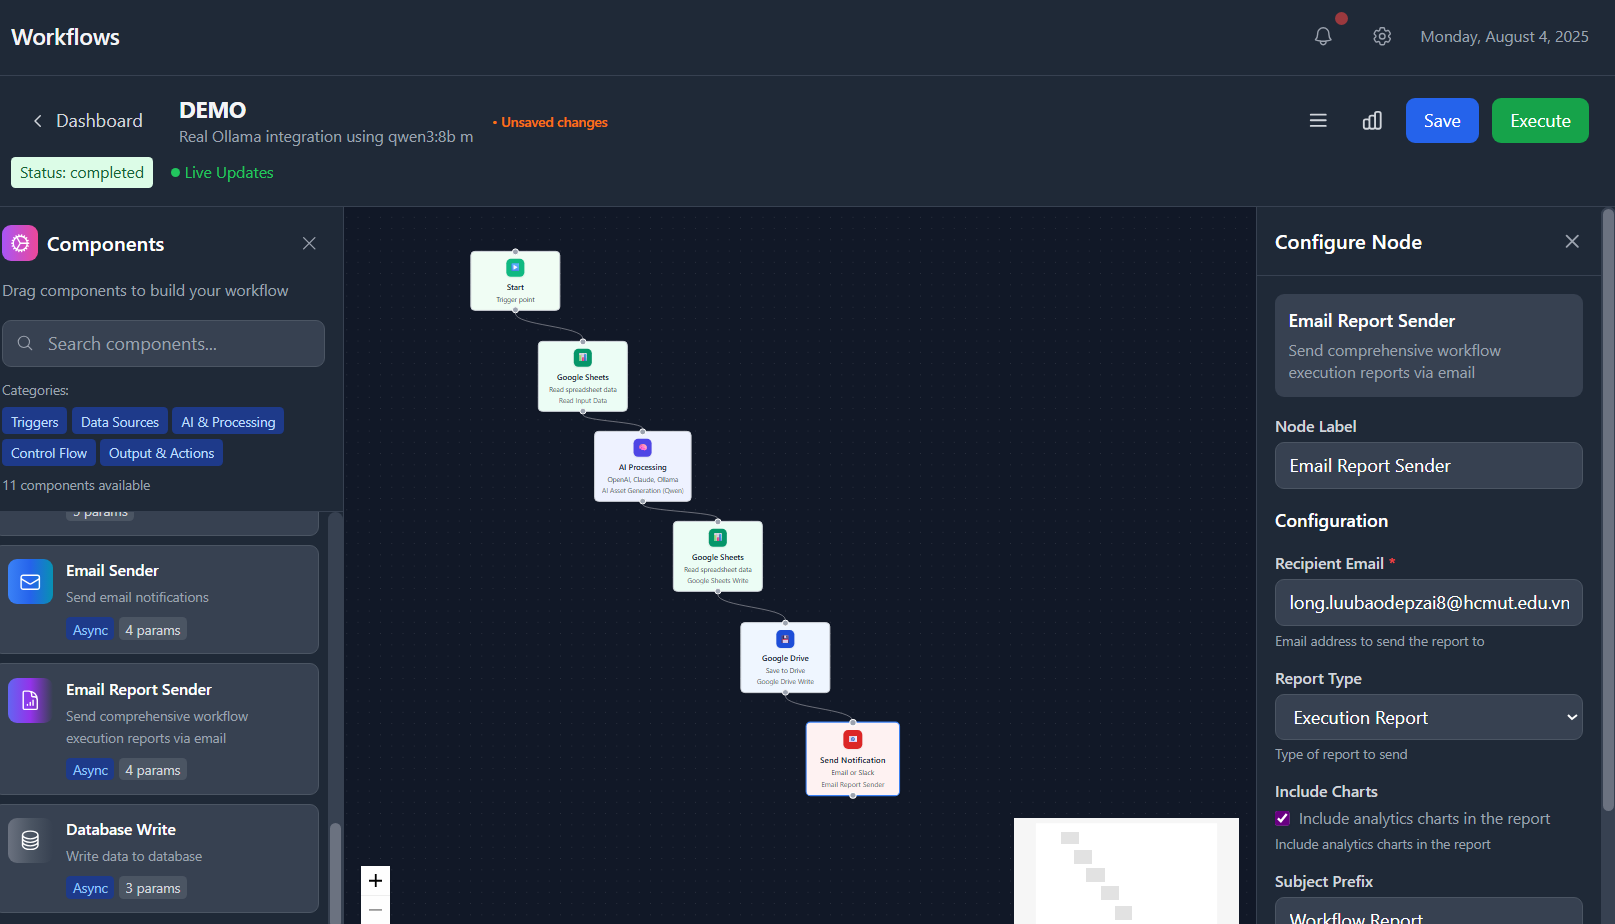 Workflows
Monday, August 4, 2025
Dashboard
DEMO
Real Ollama integration using qwen3:8b m
• Unsaved changes
Save
Execute
Status: completed
Live Updates
Components
Drag components to build your workflow
Search components...
Categories:
Triggers
Data Sources
AI & Processing
Control Flow
Output & Actions
11 components available
5 params
Email Sender
Send email notifications
Async
4 params
Email Report Sender
Send comprehensive workflow
execution reports via email
Async
4 params
Database Write
Write data to database
Async
3 params
Start
Trigger point
Google Sheets
Read spreadsheet data
Read Input Data
AI Processing
OpenAI, Claude, Ollama
AI Asset Generation (Qwen)
Google Sheets
Read spreadsheet data
Google Sheets Write
Google Drive
Save to Drive
Google Drive Write
Send Notification
Email or Slack
Email Report Sender
Configure Node
Email Report Sender
Send comprehensive workflow
execution reports via email
Node Label
Email Report Sender
Configuration
Recipient Email *
long.luubaodepzai8@hcmut.edu.vn
Email address to send the report to
Report Type
Execution Report
Type of report to send
Include Charts
Include analytics charts in the report
Include analytics charts in the report
Subject Prefix
Workflow Report